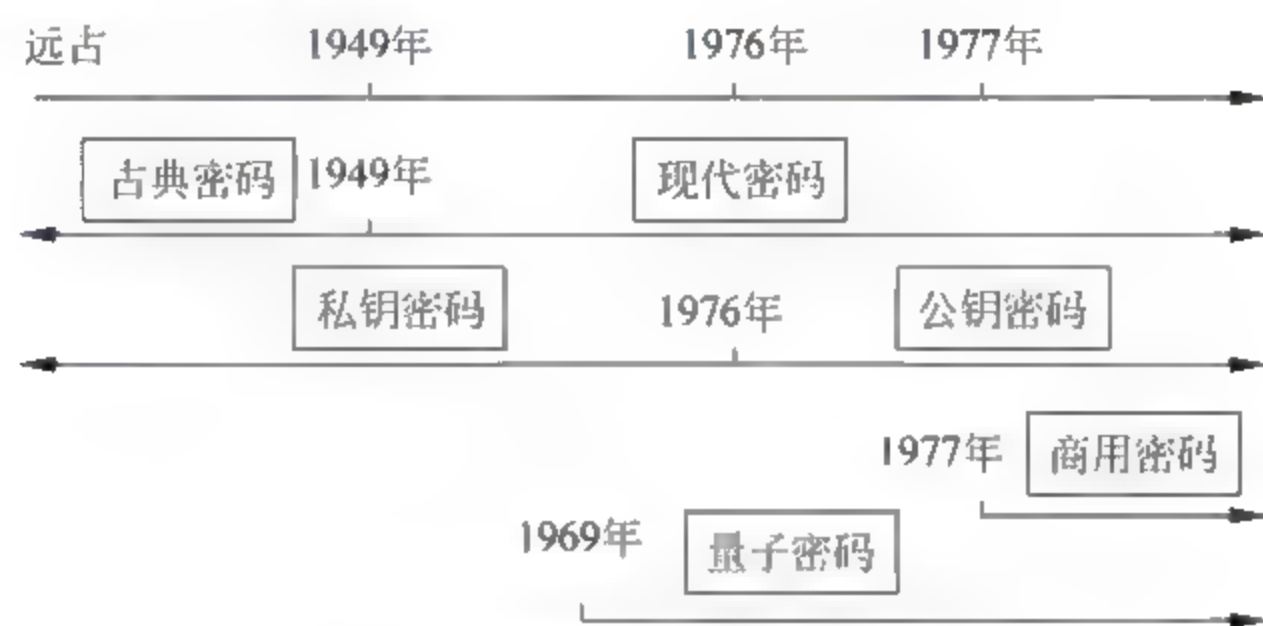 远古 1949年 1976年 1977年
古典密码 1949年 现代密码
私钥密码 1976年 公钥密码
1977年 商用密码
1969年 量子密码